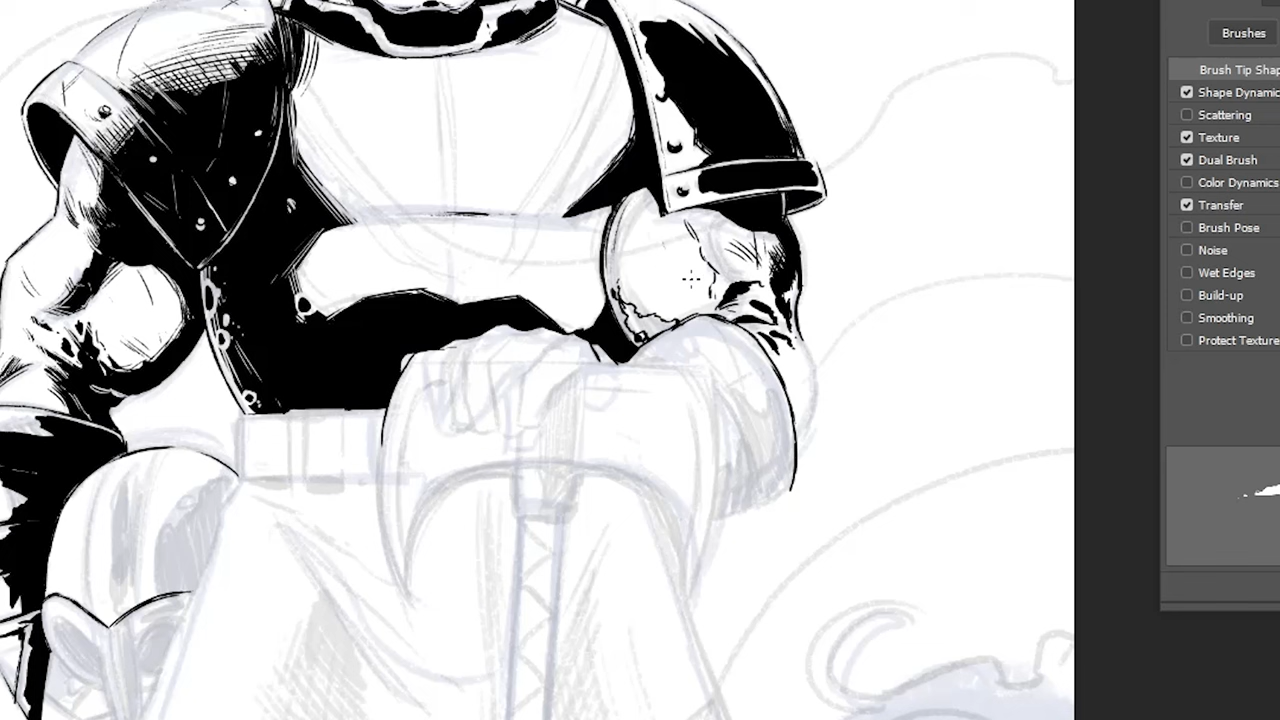 Brushes
Brush Tip Shap
Shape Dynamic
Scattering
Texture
Dual Brush
Color Dynamics
Transfer
Brush Pose
Noise
Wet Edges
Build-up
Smoothing
Protect Texture